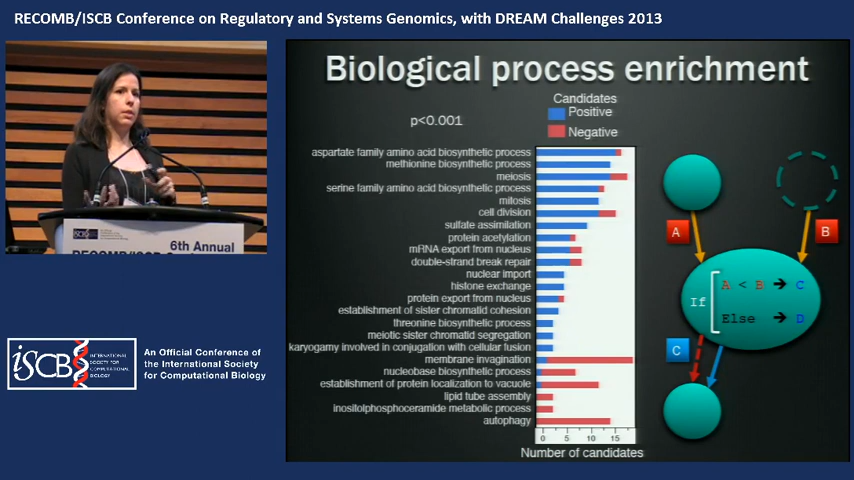 RECOMB/ISCB Conference on Regulatory and Systems Genomics, with DREAM Challenges 2013
6th Annual
ISCB
INTERNATIONAL
SOCIETY FOR
COMPUTATIONAL
BIOLOGY
An Official Conference of
the International Society
for Computational Biology
Biological process enrichment
p<0.001
Candidates
Positive
Negative
aspartate family amino acid biosynthetic process
methionine biosynthetic process
meiosis
serine family amino acid biosynthetic process
mitosis
cell division
sulfate assimilation
protein acetylation
mRNA export from nucleus
double-strand break repair
nuclear import
histone exchange
protein export from nucleus
establishment of sister chromatid cohesion
threonine biosynthetic process
meiotic sister chromatid segregation
karyogamy involved in conjugation with cellular fusion
membrane invagination
nucleobase biosynthetic process
establishment of protein localization to vacuole
lipid tube assembly
inositolphosphoceramide metabolic process
autophagy
0 5 10 15
Number of candidates
A
B
If
A < B → C
Else → D
C